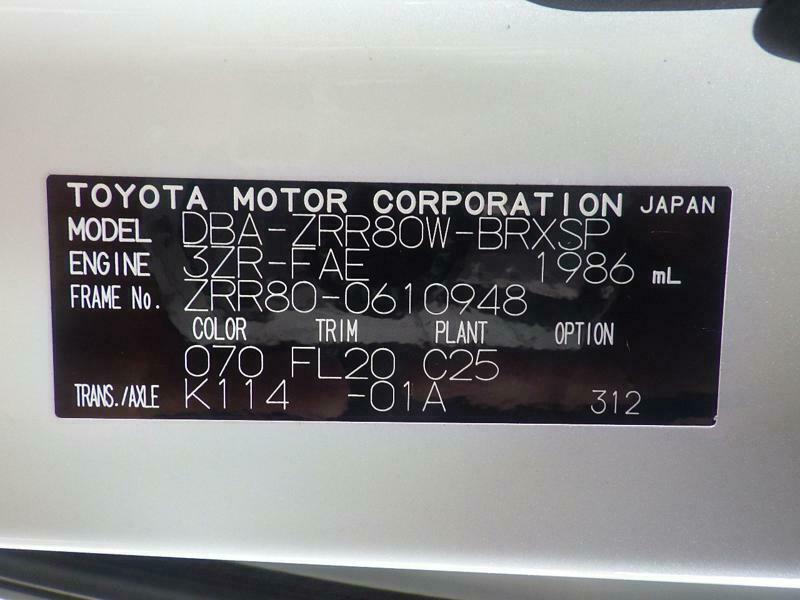 TOYOTA MOTOR CORPORATION JAPAN
MODEL DBA-ZRR80W-BRXSP
ENGINE 3ZR-FAE 1986 mL
FRAME No. ZRR80-0610948
COLOR TRIM PLANT OPTION
070 FL20 C25
TRANS./AXLE K114 -01A 312